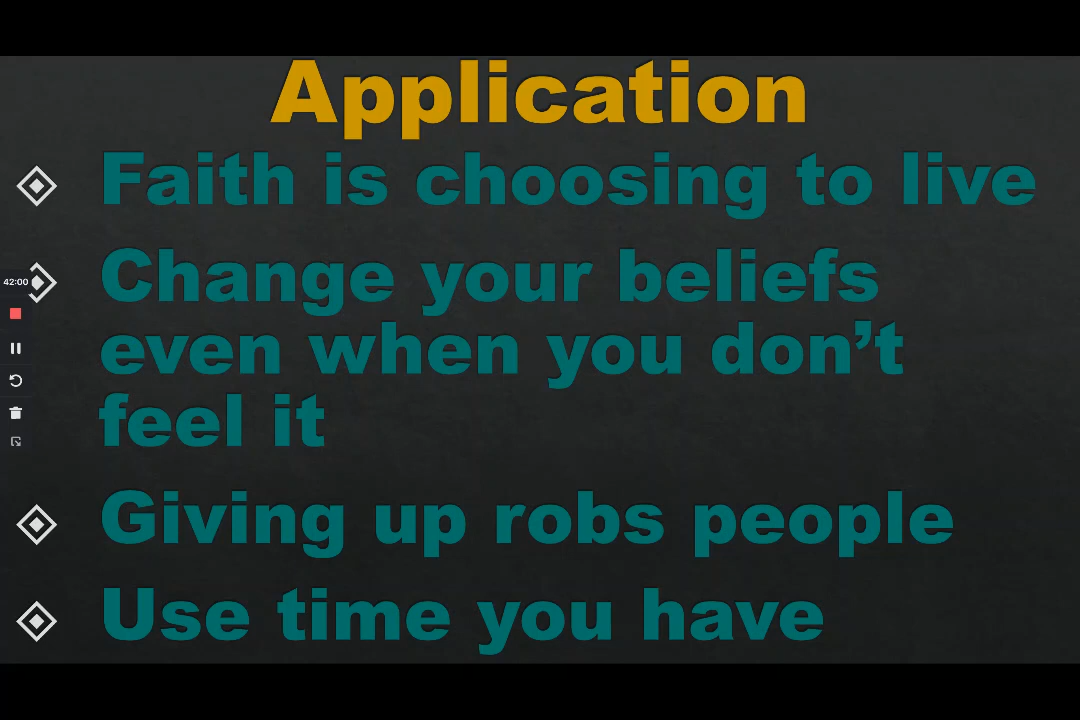 Application
Faith is choosing to live
Change your beliefs
even when you don’t
feel it
Giving up robs people
Use time you have
42:00